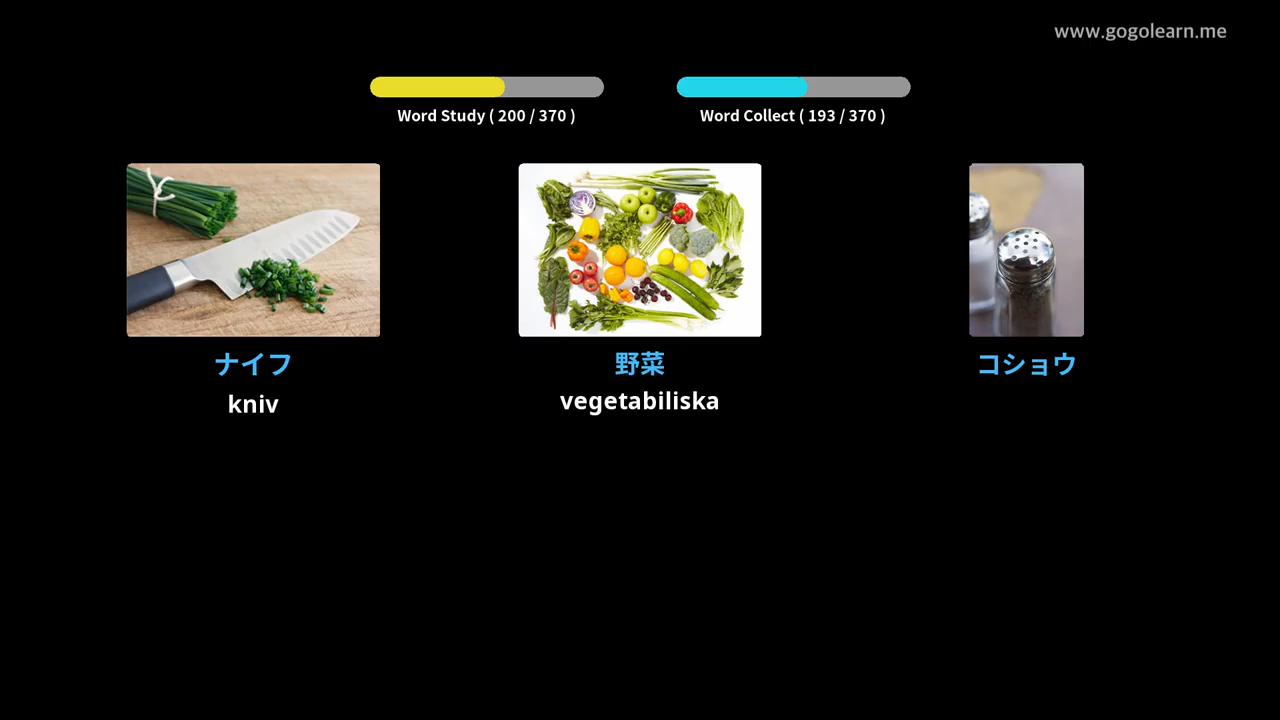 www.gogolearn.me
Word Study ( 200 / 370 )
Word Collect ( 193 / 370 )
ナイフ
kniv
野菜
vegetabiliska
コショウ